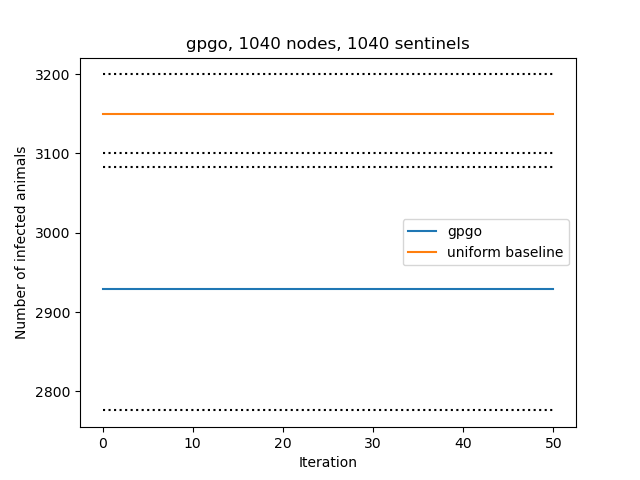 gpgo, 1040 nodes, 1040 sentinels
3200
3100
3000
2900
2800
Number of infected animals
gpgo
uniform baseline
0 10 20 30 40 50
Iteration